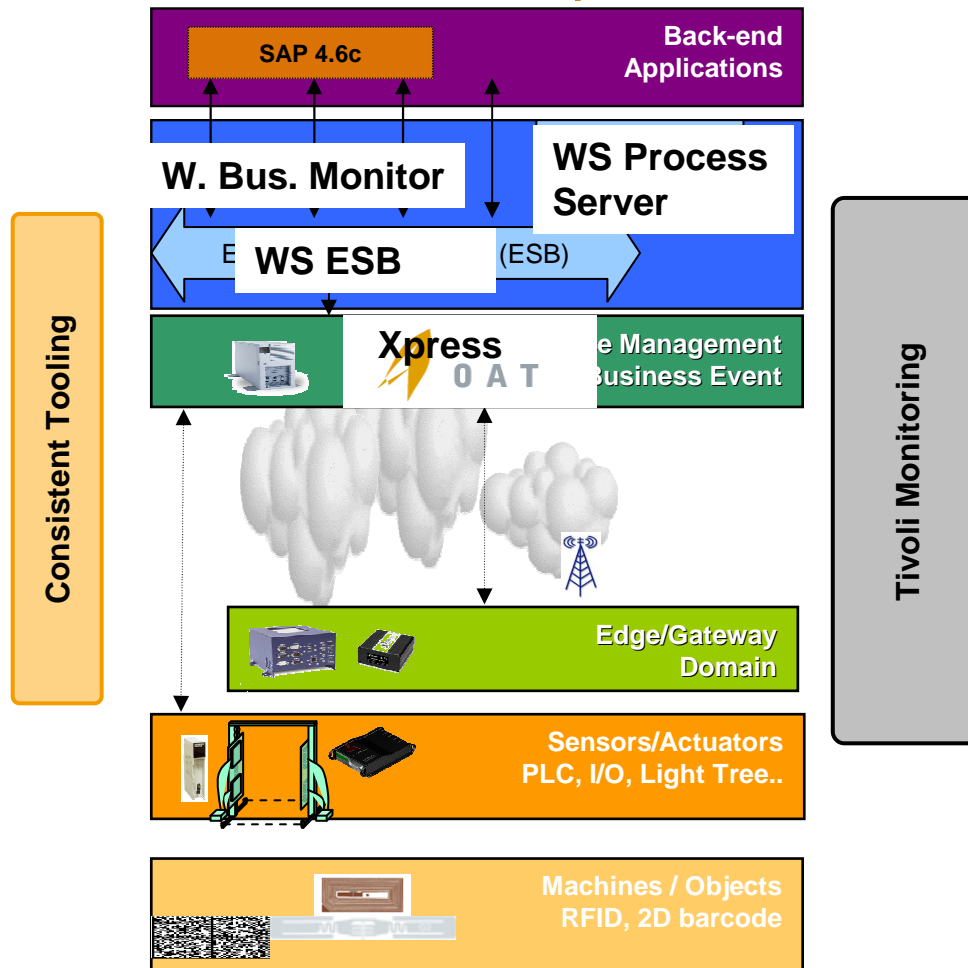 SAP 4.6c
Back-end
Applications
W. Bus. Monitor
WS Process
Server
WS ESB
(ESB)
Xpress
OAT
e Management
Business Event
Consistent Tooling
Tivoli Monitoring
Edge/Gateway
Domain
Sensors/Actuators
PLC, I/O, Light Tree..
Machines / Objects
RFID, 2D barcode